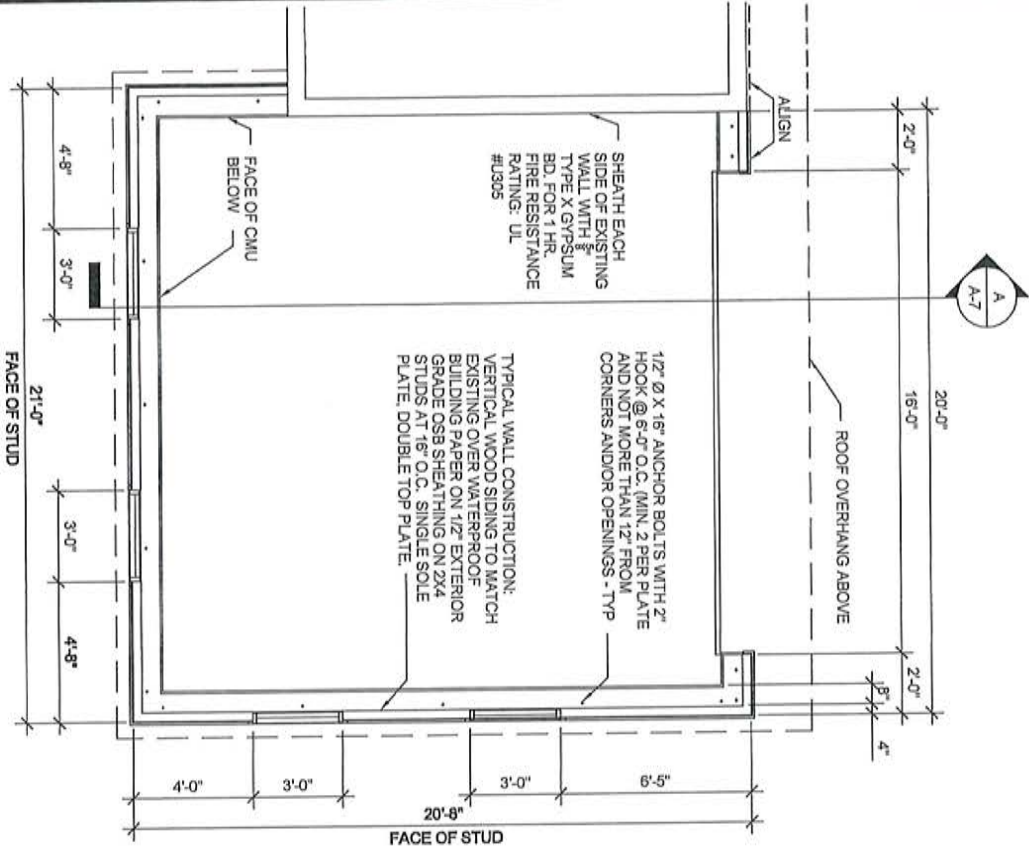 A
A-7
ROOF OVERHANG ABOVE
20'-0"
2'-0"
16'-0"
2'-0"
8"
4"
ALIGN
SHEATH EACH
SIDE OF EXISTING
WALL WITH 5/8"
TYPE X GYPSUM
BD. FOR 1 HR.
FIRE RESISTANCE
RATING: UL
#U305
1/2" Ø X 16" ANCHOR BOLTS WITH 2"
HOOK @ 6'-0" O.C. (MIN. 2 PER PLATE
AND NOT MORE THAN 12" FROM
CORNERS AND/OR OPENINGS - TYP
TYPICAL WALL CONSTRUCTION:
VERTICAL WOOD SIDING TO MATCH
EXISTING OVER WATERPROOF
BUILDING PAPER ON 1/2" EXTERIOR
GRADE OSB SHEATHING ON 2X4
STUDS AT 16" O.C. SINGLE SOLE
PLATE, DOUBLE TOP PLATE.
FACE OF CMU
BELOW
4'-8"
3'-0"
3'-0"
4'-8"
21'-0"
FACE OF STUD
4'-0"
3'-0"
3'-0"
6'-5"
20'-8"
FACE OF STUD